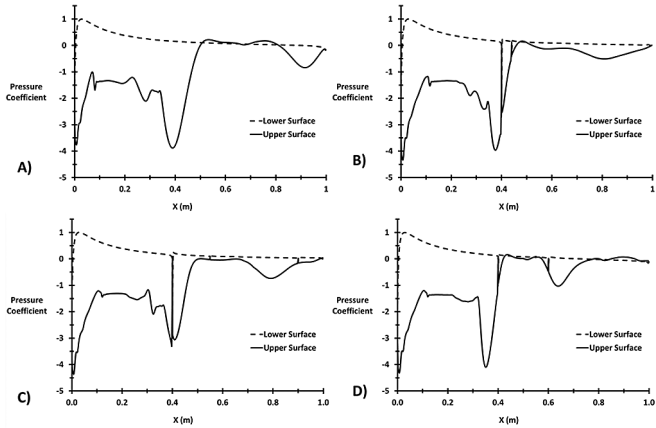 A)
Pressure
Coefficient
1
0
-1
-2
-3
-4
-5
0
0.2
0.4
0.6
0.8
1
X (m)
Lower Surface
Upper Surface
B)
Pressure
Coefficient
1
0
-1
-2
-3
-4
-5
0
0.2
0.4
0.6
0.8
1
X (m)
Lower Surface
Upper Surface
C)
Pressure
Coefficient
1
0
-1
-2
-3
-4
-5
0.0
0.2
0.4
0.6
0.8
1.0
X (m)
Lower Surface
Upper Surface
D)
Pressure
Coefficient
1
0
-1
-2
-3
-4
-5
0.0
0.2
0.4
0.6
0.8
1.0
X (m)
Lower Surface
Upper Surface